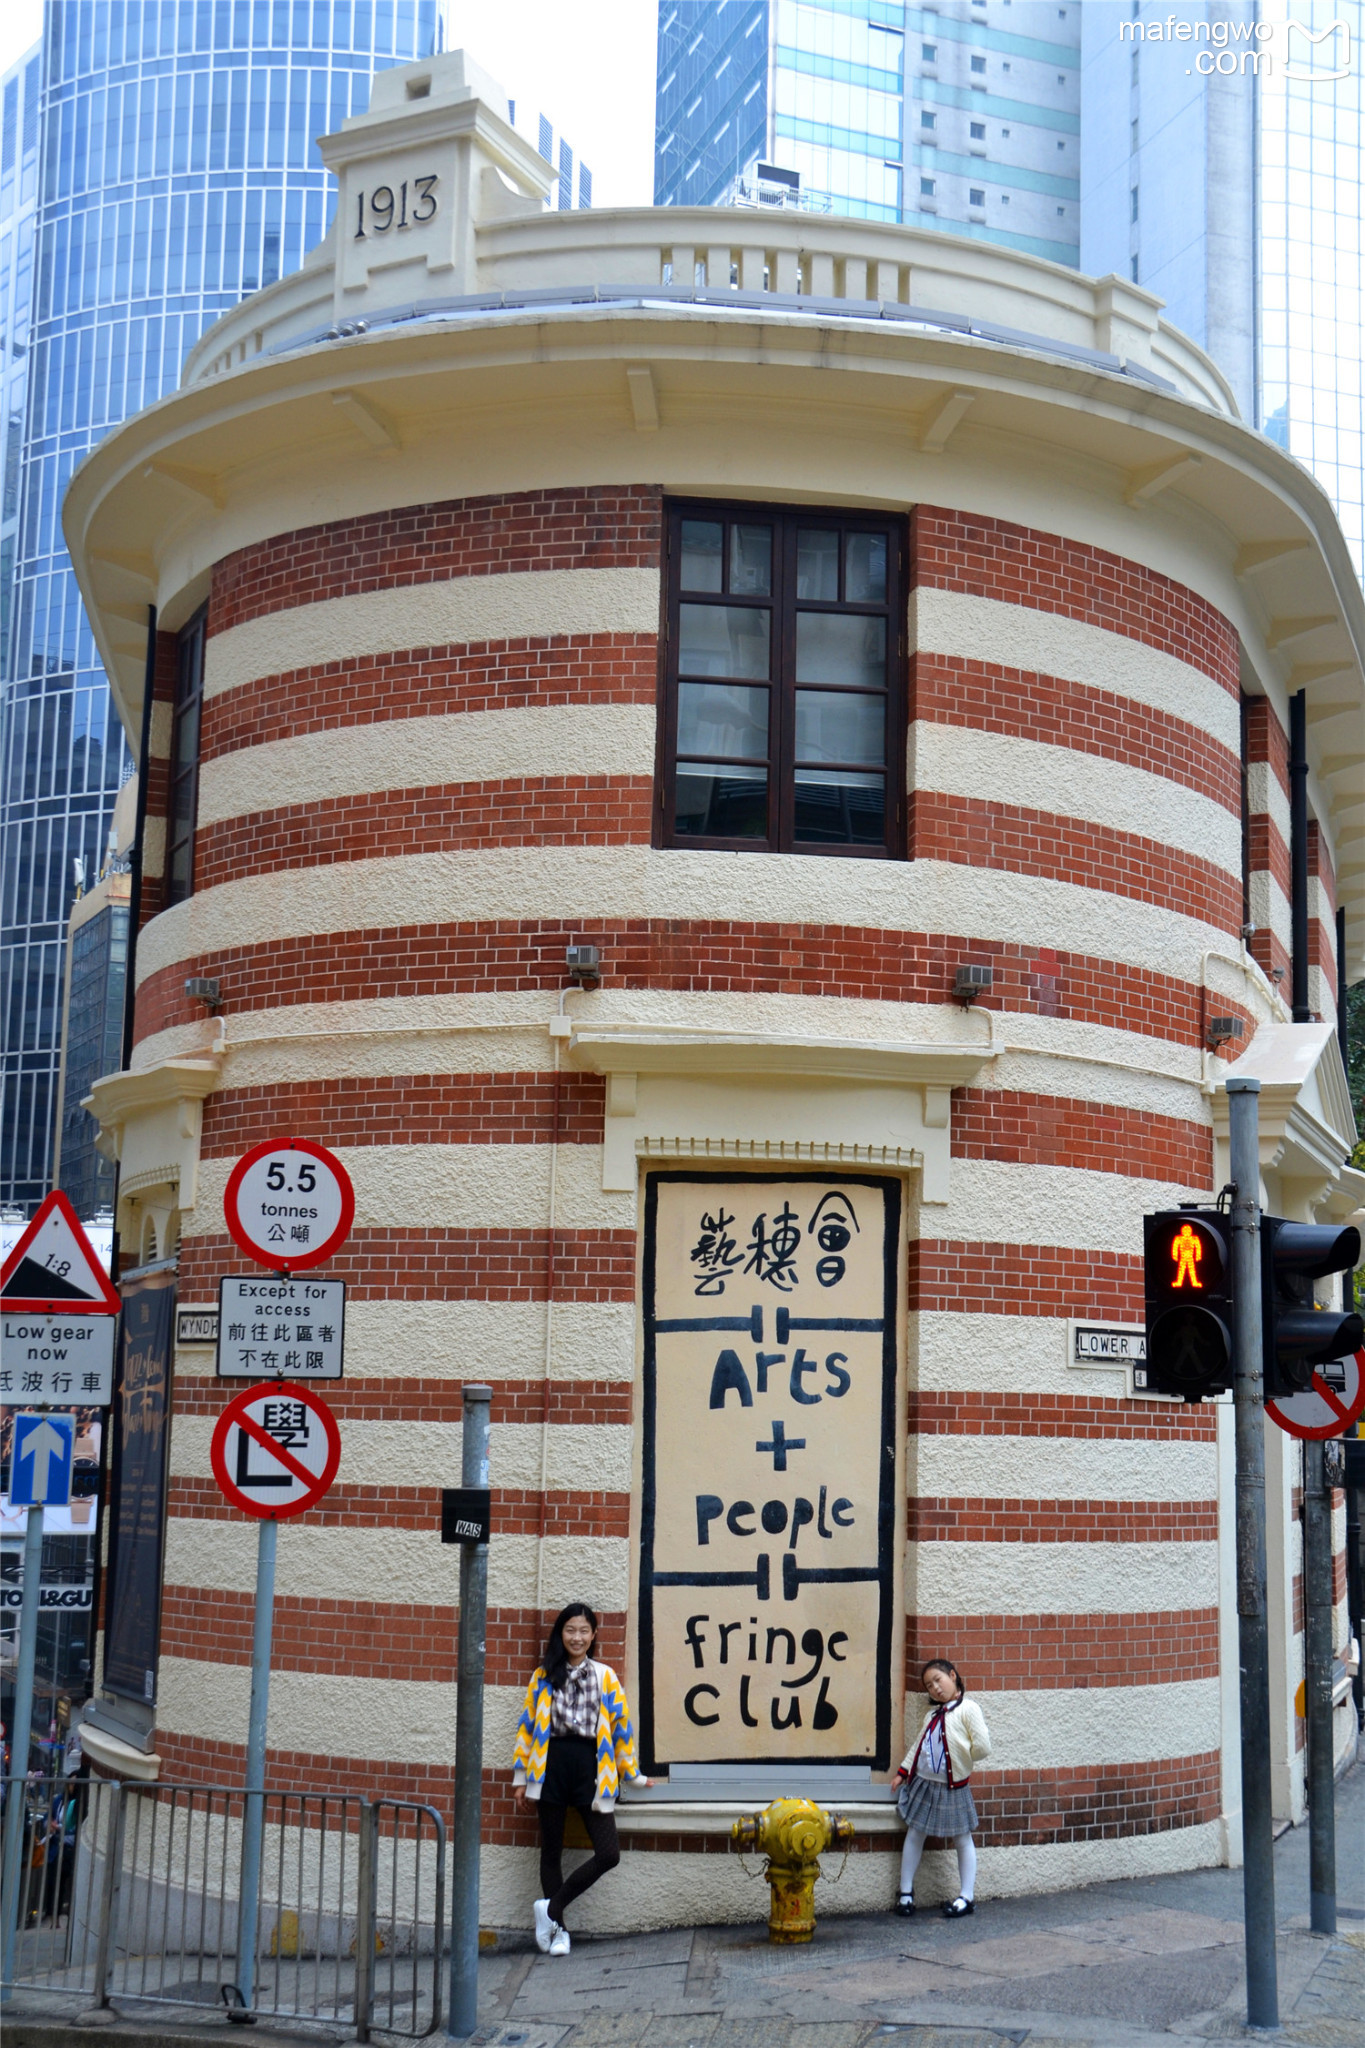 mafengwo
.com
1913
5.5
tonnes
公噸
Except for
access
前往此區者
不在此限
1:8
Low gear
now
低波行車
學
L
WYNDH
LOWER A
藝穗會
Arts
+
people
fringe
club
WAIS